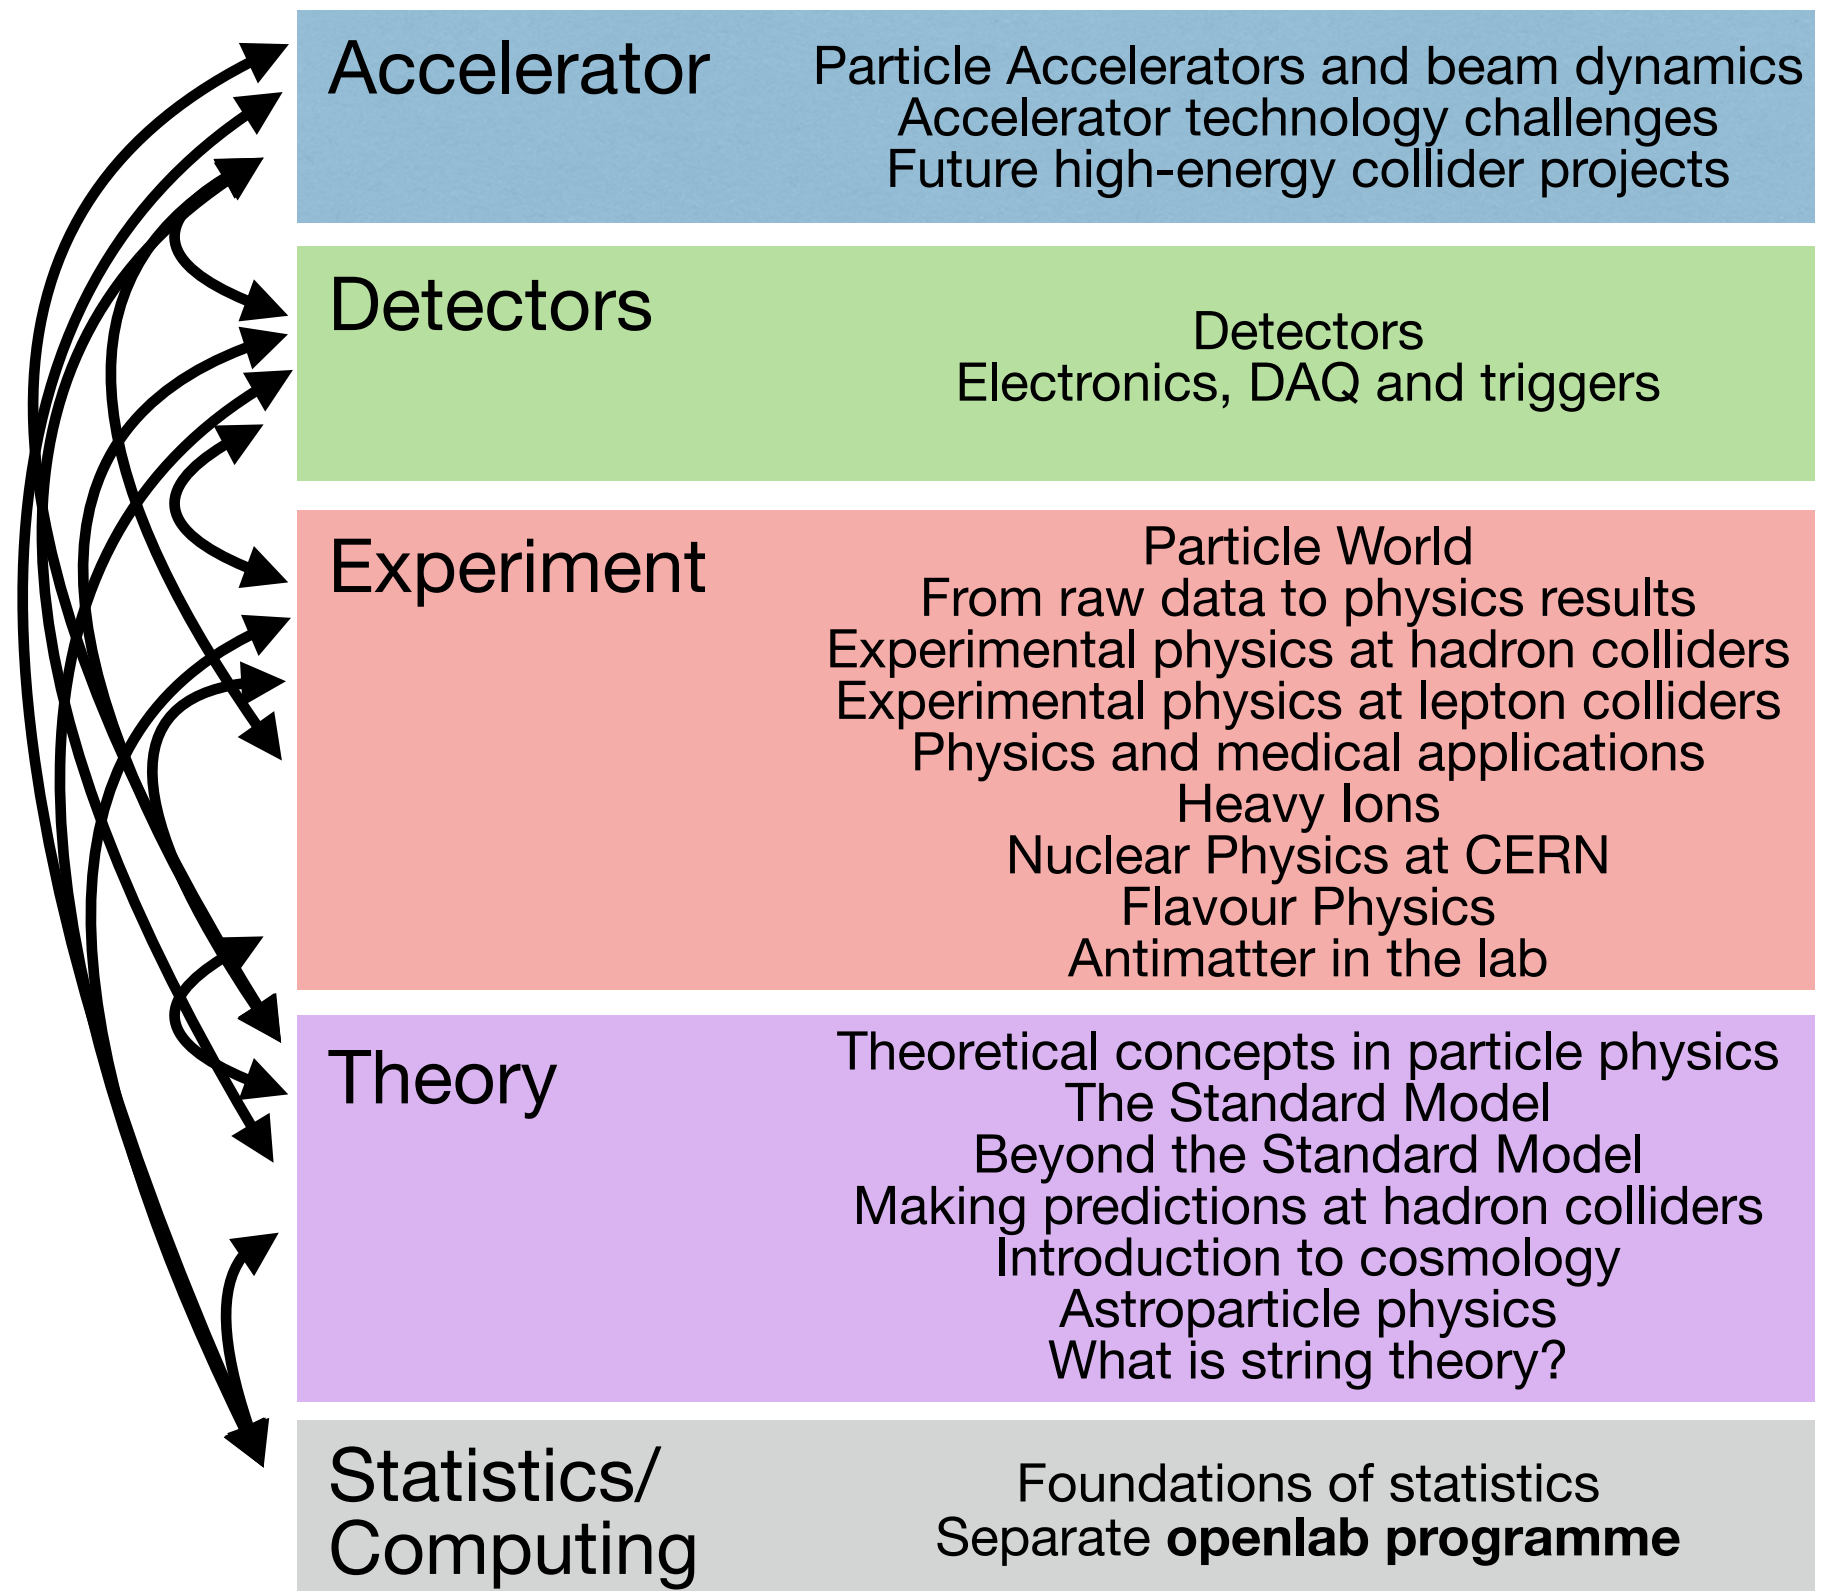 Accelerator
Particle Accelerators and beam dynamics
Accelerator technology challenges
Future high-energy collider projects
Detectors
Detectors
Electronics, DAQ and triggers
Experiment
Particle World
From raw data to physics results
Experimental physics at hadron colliders
Experimental physics at lepton colliders
Physics and medical applications
Heavy Ions
Nuclear Physics at CERN
Flavour Physics
Antimatter in the lab
Theory
Theoretical concepts in particle physics
The Standard Model
Beyond the Standard Model
Making predictions at hadron colliders
Introduction to cosmology
Astroparticle physics
What is string theory?
Statistics/
Computing
Foundations of statistics
Separate openlab programme